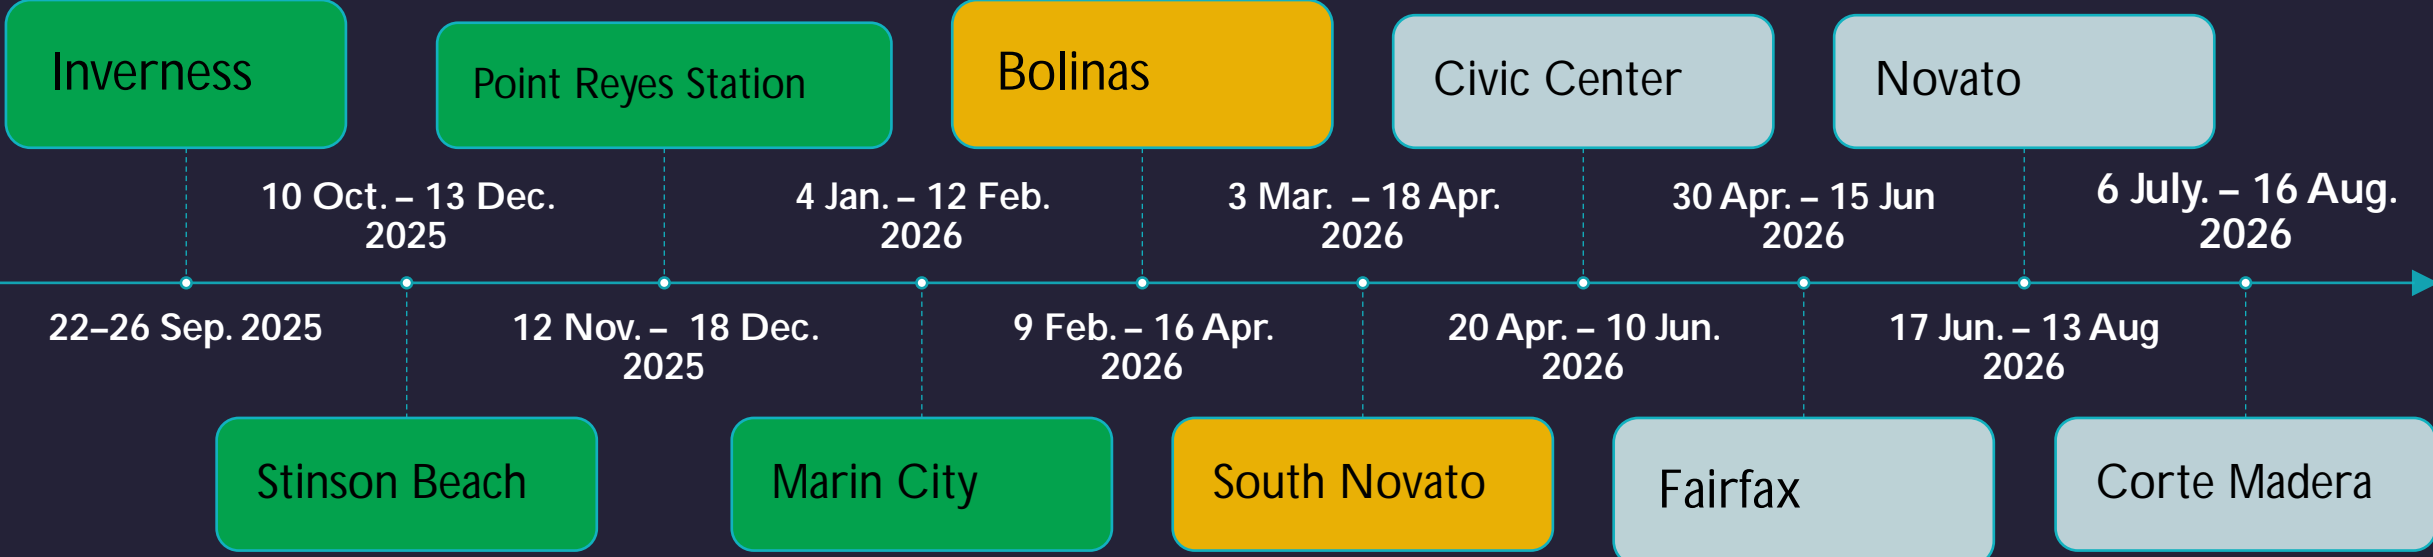 Inverness
Point Reyes Station
Bolinas
Civic Center
Novato
10 Oct. – 13 Dec.
2025
4 Jan. – 12 Feb.
2026
3 Mar.  – 18 Apr.
2026
30 Apr. – 15 Jun
2026
6 July. – 16 Aug.
2026
22–26 Sep. 2025
12 Nov. –  18 Dec.
2025
9 Feb. – 16 Apr.
2026
20 Apr. – 10 Jun.
2026
17 Jun. – 13 Aug
2026
Stinson Beach
Marin City
South Novato
Fairfax
Corte Madera